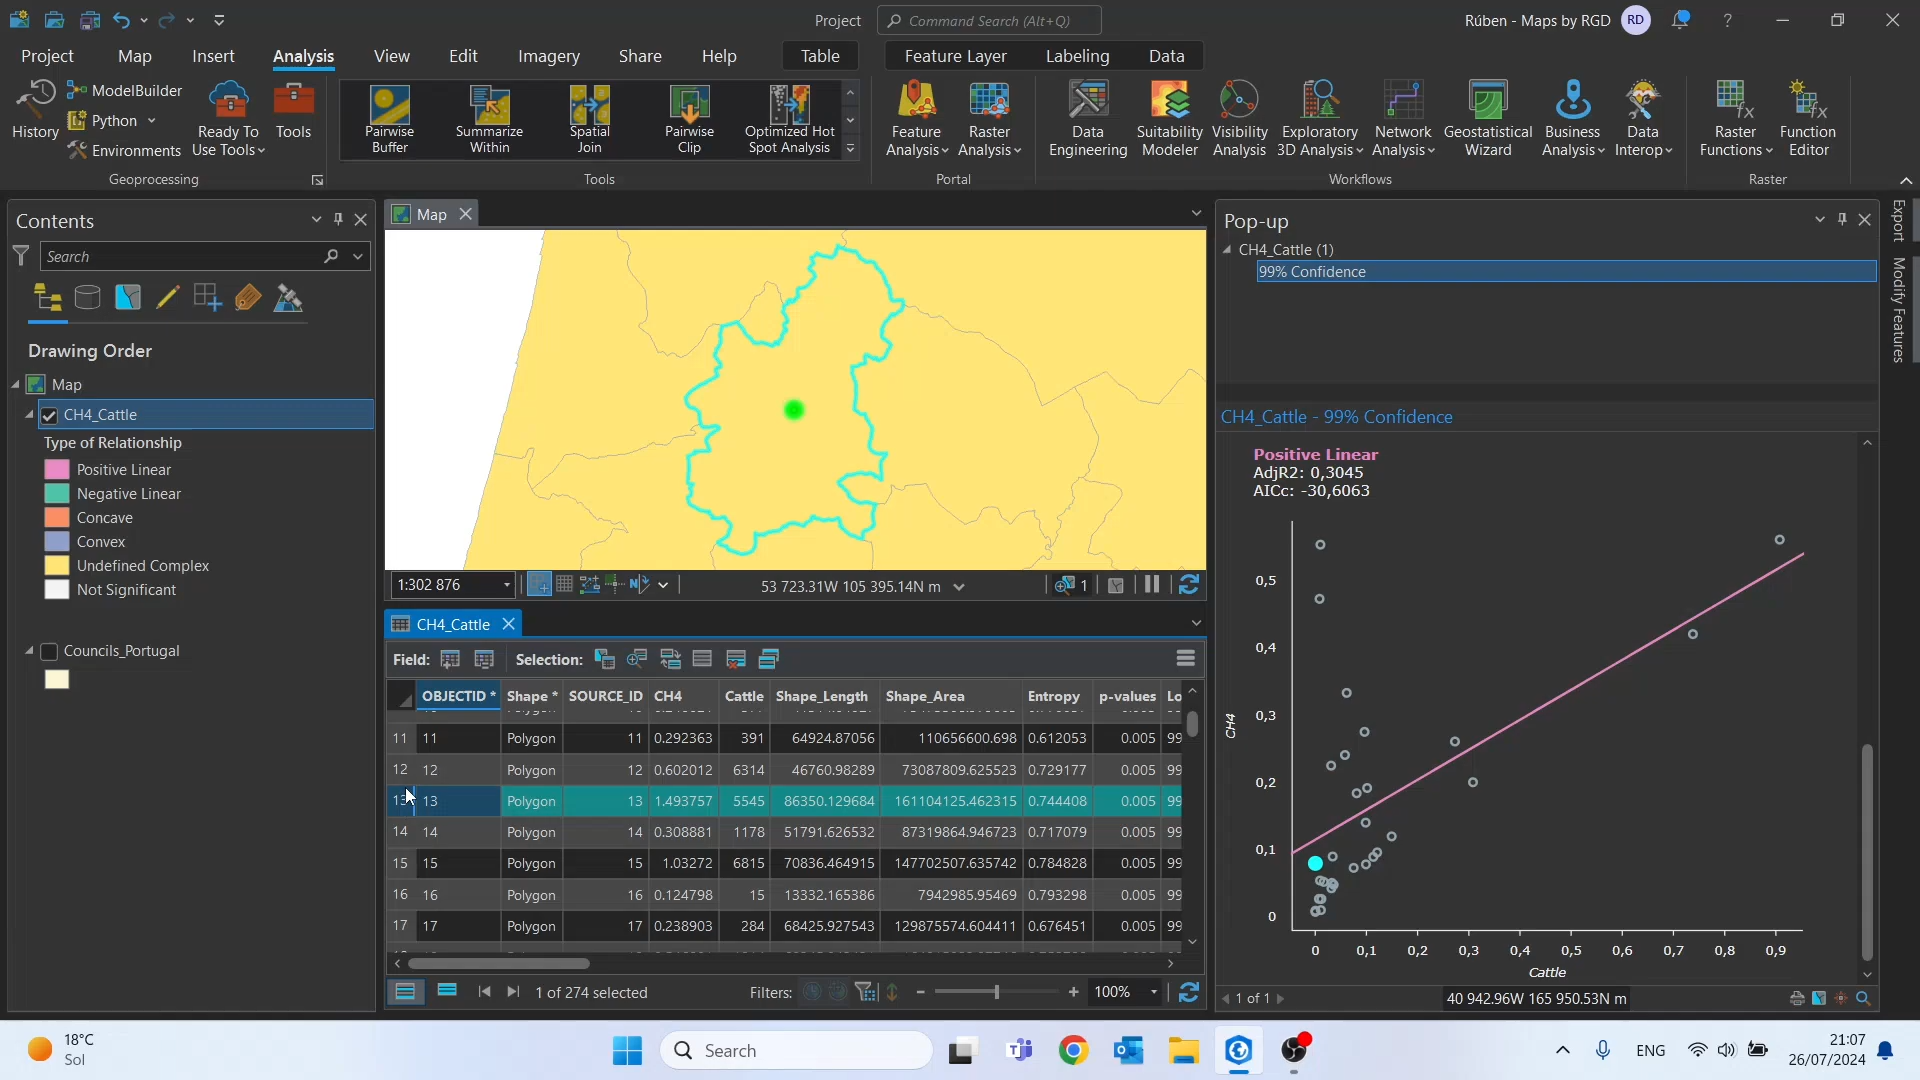 Project
Command Search (Alt+Q)
Rúben - Maps by RGD
RD
?
Project
Map
Insert
Analysis
View
Edit
Imagery
Share
Help
Table
Feature Layer
Labeling
Data
History
ModelBuilder
Python
Environments
Ready To
Use Tools
Tools
Geoprocessing
Pairwise
Buffer
Summarize
Within
Spatial
Join
Pairwise
Clip
Optimized Hot
Spot Analysis
Tools
Feature
Analysis
Raster
Analysis
Portal
Data
Engineering
Suitability
Modeler
Visibility
Analysis
Exploratory
3D Analysis
Network
Analysis
Geostatistical
Wizard
Business
Analysis
Data
Interop
Workflows
Raster
Functions
Function
Editor
Raster
Contents
Search
Drawing Order
Map
CH4_Cattle
Type of Relationship
Positive Linear
Negative Linear
Concave
Convex
Undefined Complex
Not Significant
Councils_Portugal
Map
1:302 876
53 723.31W 105 395.14N m
1
CH4_Cattle
Field:
Selection:
OBJECTID * Shape * SOURCE_ID CH4 Cattle Shape_Length Shape_Area Entropy p-values Lo
11 11 Polygon 11 0.292363 391 64924.87056 110656600.698 0.612053 0.005 99
12 12 Polygon 12 0.602012 6314 46760.98289 73087809.625523 0.729177 0.005 99
13 13 Polygon 13 1.493757 5545 86350.129684 161104125.462315 0.744408 0.005 99
14 14 Polygon 14 0.308881 1178 51791.626532 87319864.946723 0.717079 0.005 99
15 15 Polygon 15 1.03272 6815 70836.464915 147702507.635742 0.784828 0.005 99
16 16 Polygon 16 0.124798 15 13332.165386 7942985.95469 0.793298 0.005 99
17 17 Polygon 17 0.238903 284 68425.927543 129875574.604411 0.676451 0.005 99
1 of 274 selected
Filters:
100%
Pop-up
CH4_Cattle (1)
99% Confidence
CH4_Cattle - 99% Confidence
Positive Linear
AdjR2: 0,3045
AICc: -30,6063
0,5
0,4
0,3
0,2
0,1
0
CH4
0 0,1 0,2 0,3 0,4 0,5 0,6 0,7 0,8 0,9
Cattle
1 of 1
40 942.96W 165 950.53N m
Export
Modify Features
18°C
Sol
Search
ENG
21:07
26/07/2024